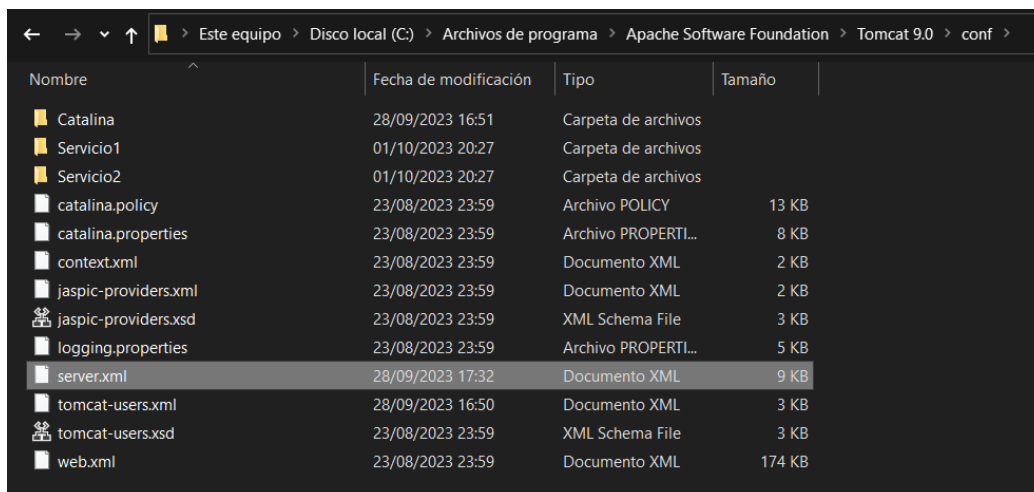 Este equipo > Disco local (C:) > Archivos de programa > Apache Software Foundation > Tomcat 9.0 > conf >
Nombre Fecha de modificación Tipo Tamaño
Catalina 28/09/2023 16:51 Carpeta de archivos
Servicio1 01/10/2023 20:27 Carpeta de archivos
Servicio2 01/10/2023 20:27 Carpeta de archivos
catalina.policy 23/08/2023 23:59 Archivo POLICY 13 KB
catalina.properties 23/08/2023 23:59 Archivo PROPERTI... 8 KB
context.xml 23/08/2023 23:59 Documento XML 2 KB
jaspic-providers.xml 23/08/2023 23:59 Documento XML 2 KB
jaspic-providers.xsd 23/08/2023 23:59 XML Schema File 3 KB
logging.properties 23/08/2023 23:59 Archivo PROPERTI... 5 KB
server.xml 28/09/2023 17:32 Documento XML 9 KB
tomcat-users.xml 28/09/2023 16:50 Documento XML 3 KB
tomcat-users.xsd 23/08/2023 23:59 XML Schema File 3 KB
web.xml 23/08/2023 23:59 Documento XML 174 KB